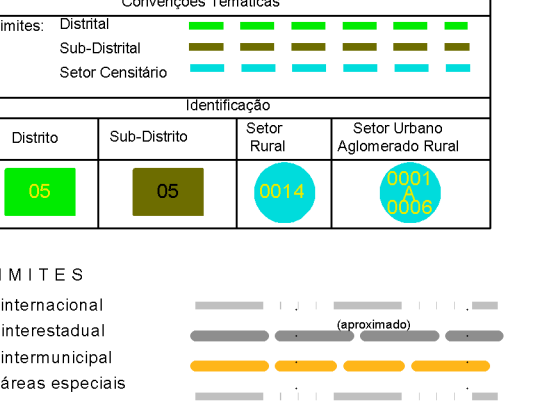 Convenções Temáticas
imites: Distrital
Sub-Distrital
Setor Censitário
Identificação
Distrito Sub-Distrito Setor Rural Setor Urbano Aglomerado Rural
05 05 0014 0001 A 0006
I M I T E S
internacional
(aproximado)
interestadual
intermunicipal
áreas especiais